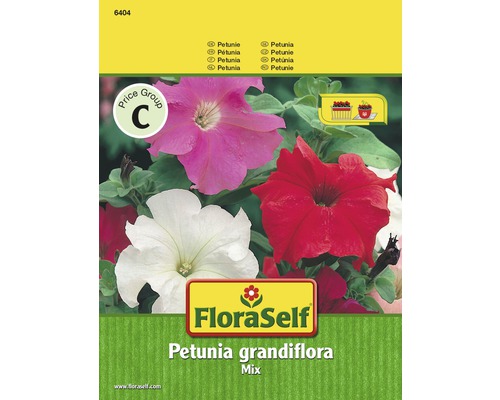 6404
Petunie
Pétunia
Petunia
Petunia
Petunia
Petunie
Petúnia
Petunie
Price Group
C
FloraSelf
Petunia grandiflora
Mix
www.floraself.com